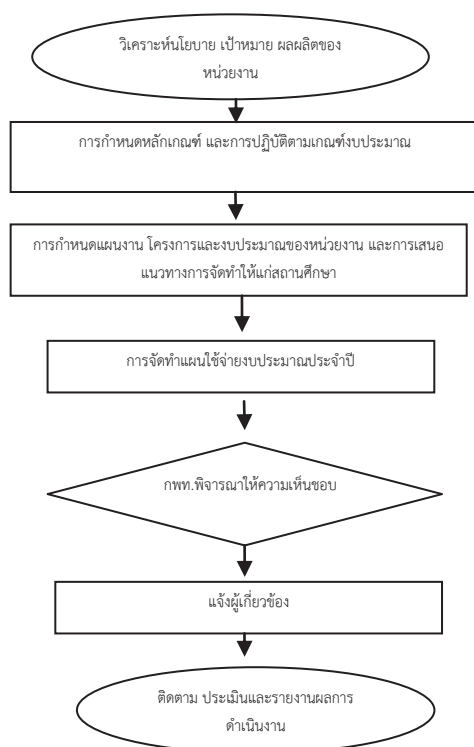 วิเคราะห์นโยบาย เป้าหมาย ผลผลิตของ
หน่วยงาน
การกำหนดหลักเกณฑ์ และการปฏิบัติตามเกณฑ์งบประมาณ
การกำหนดแผนงาน โครงการและงบประมาณของหน่วยงาน และการเสนอ
แนวทางการจัดทำให้แก่สถานศึกษา
การจัดทำแผนใช้จ่ายงบประมาณประจำปี
กพท.พิจารณาให้ความเห็นชอบ
แจ้งผู้เกี่ยวข้อง
ติดตาม ประเมินและรายงานผลการ
ดำเนินงาน